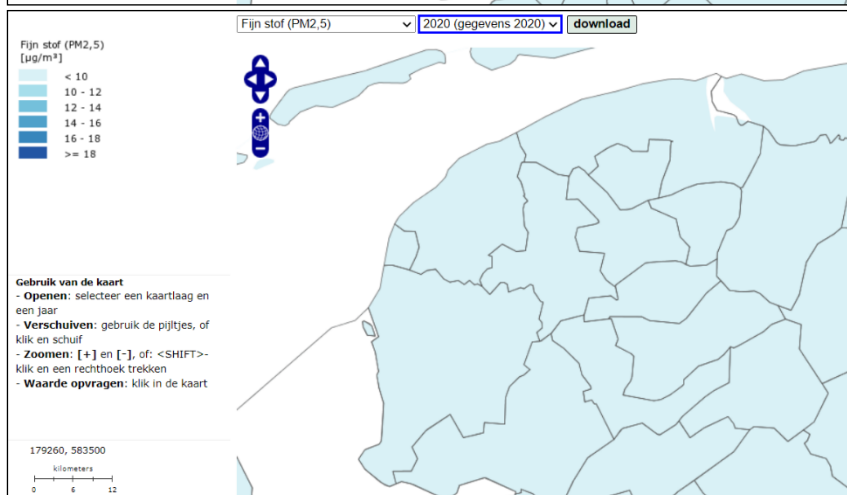 Fijn stof (PM2,5) 2020 (gegevens 2020) download
Fijn stof (PM2,5)
[µg/m³]
< 10
10 - 12
12 - 14
14 - 16
16 - 18
>= 18
Gebruik van de kaart
- Openen: selecteer een kaartlaag en
een jaar
- Verschuiven: gebruik de pijltjes, of
klik en schuif
- Zoomen: [+] en [-], of: <SHIFT>-
klik en een rechthoek trekken
- Waarde opvragen: klik in de kaart
179260, 583500
kilometers
0 6 12